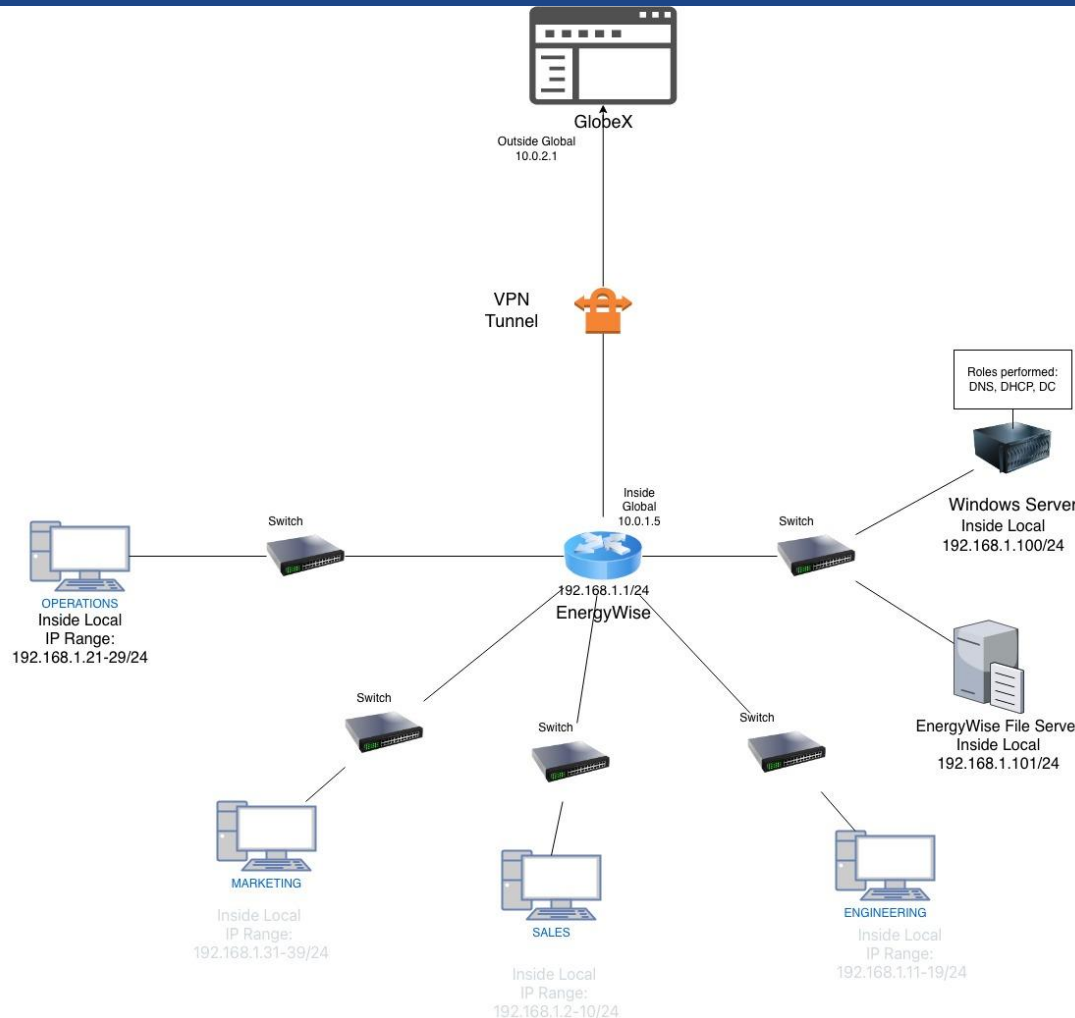 GlobeX
Outside Global
10.0.2.1
VPN
Tunnel
Roles performed:
DNS, DHCP, DC
Inside
Global
10.0.1.5
Switch
Switch
Windows Server
Inside Local
192.168.1.100/24
192.168.1.1/24
EnergyWise
OPERATIONS
Inside Local
IP Range:
192.168.1.21-29/24
Switch
Switch
Switch
EnergyWise File Serve
Inside Local
192.168.1.101/24
MARKETING
Inside Local
IP Range:
192.168.1.31-39/24
SALES
Inside Local
IP Range:
192.168.1.2-10/24
ENGINEERING
Inside Local
IP Range:
192.168.1.11-19/24